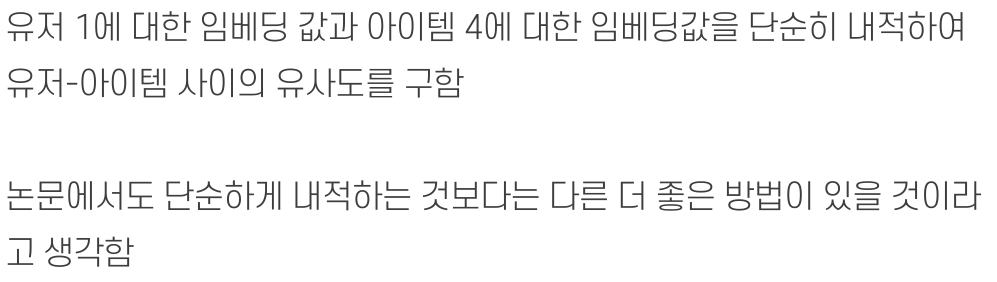 유저 1에 대한 임베딩 값과 아이템 4에 대한 임베딩값을 단순히 내적하여
유저-아이템 사이의 유사도를 구함
논문에서도 단순하게 내적하는 것보다는 다른 더 좋은 방법이 있을 것이라
고 생각함